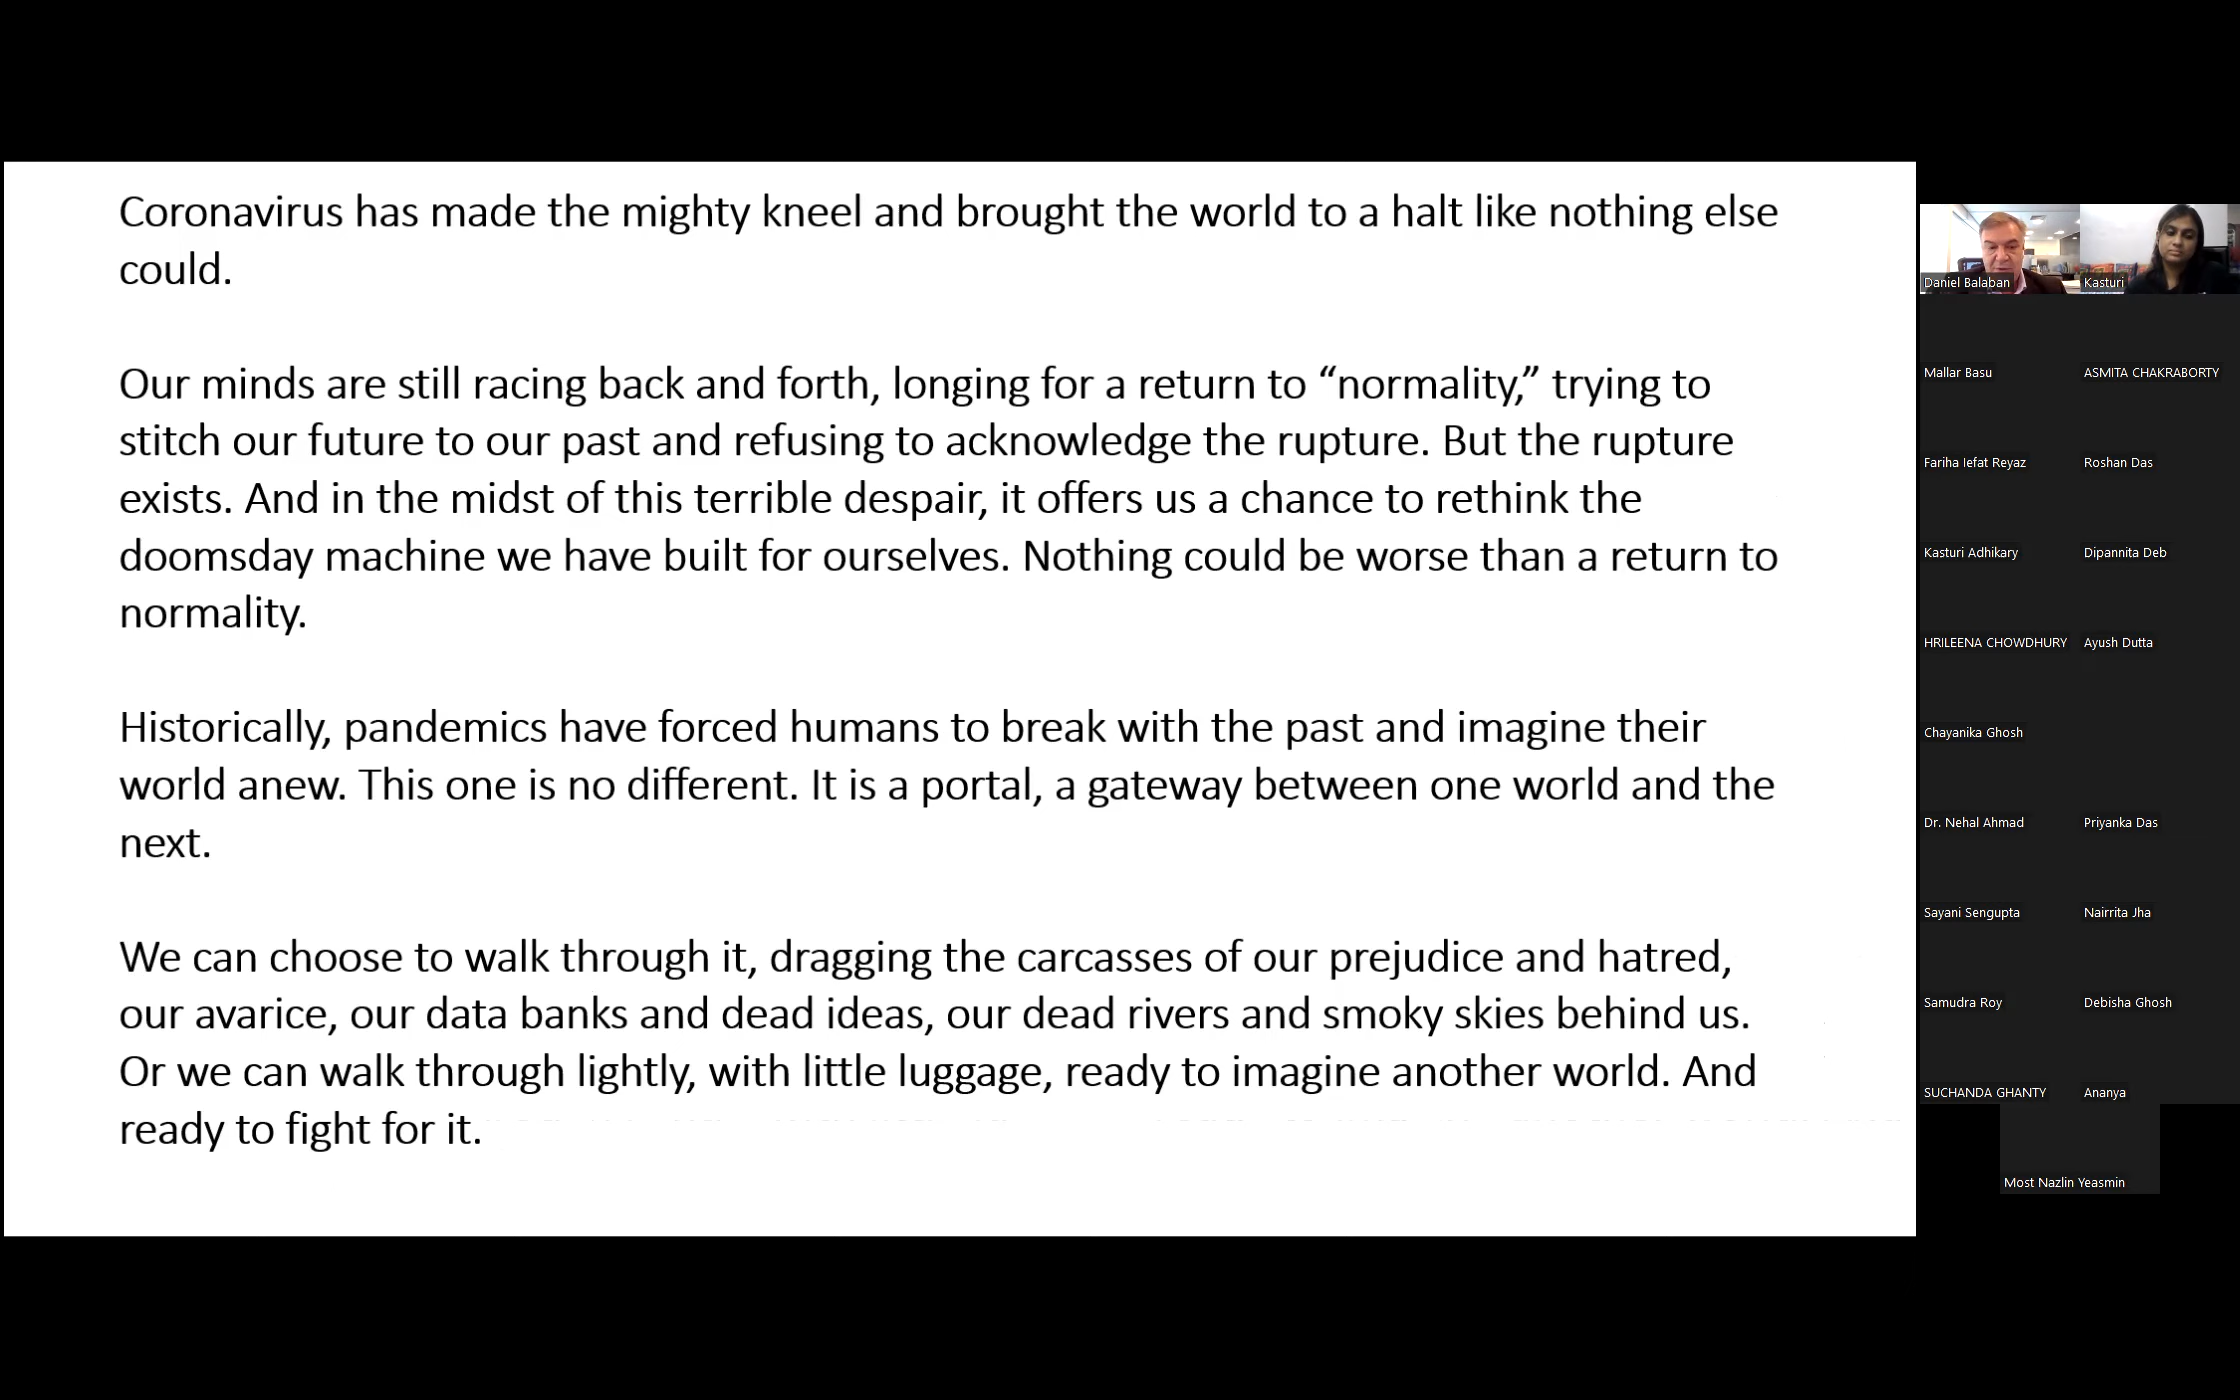 Coronavirus has made the mighty kneel and brought the world to a halt like nothing else
could.
Our minds are still racing back and forth, longing for a return to “normality,” trying to
stitch our future to our past and refusing to acknowledge the rupture. But the rupture
exists. And in the midst of this terrible despair, it offers us a chance to rethink the
doomsday machine we have built for ourselves. Nothing could be worse than a return to
normality.
Historically, pandemics have forced humans to break with the past and imagine their
world anew. This one is no different. It is a portal, a gateway between one world and the
next.
We can choose to walk through it, dragging the carcasses of our prejudice and hatred,
our avarice, our data banks and dead ideas, our dead rivers and smoky skies behind us.
Or we can walk through lightly, with little luggage, ready to imagine another world. And
ready to fight for it.
Daniel Balaban
Kasturi
Mallar Basu
ASMITA CHAKRABORTY
Fariha Iefat Reyaz
Roshan Das
Kasturi Adhikary
Dipannita Deb
HRILEENA CHOWDHURY
Ayush Dutta
Chayanika Ghosh
Dr. Nehal Ahmad
Priyanka Das
Sayani Sengupta
Nairrita Jha
Samudra Roy
Debisha Ghosh
SUCHANDA GHANTY
Ananya
Most Nazlin Yeasmin